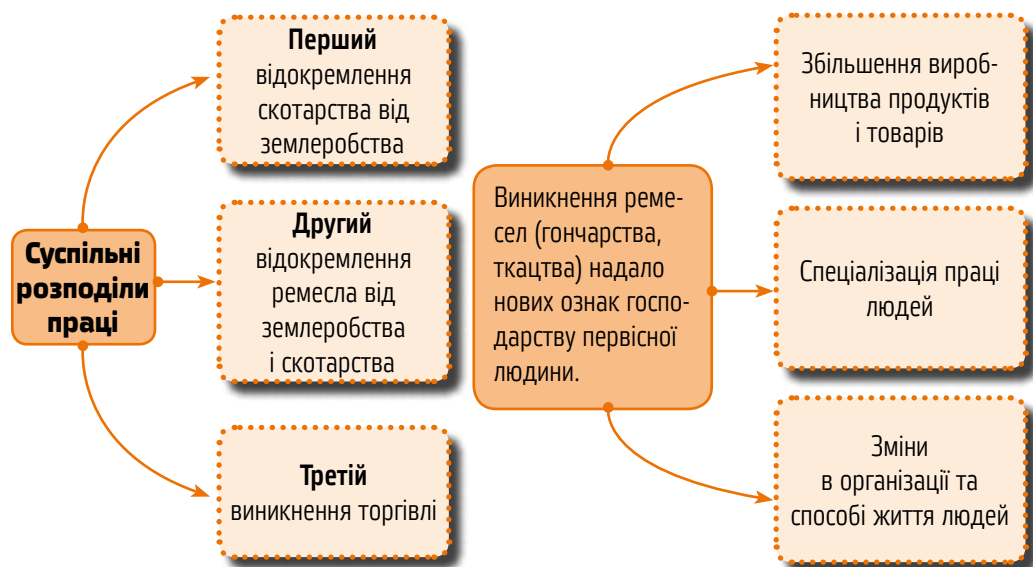 Суспільні
розподіли
праці
Перший
відокремлення
скотарства від
землеробства
Другий
відокремлення
ремесла від
землеробства
і скотарства
Третій
виникнення торгівлі
Виникнення реме-
сел (гончарства,
ткацтва) надало
нових ознак госпо-
дарству первісної
людини.
Збільшення вироб-
ництва продуктів
і товарів
Спеціалізація праці
людей
Зміни
в організації та
способі життя людей